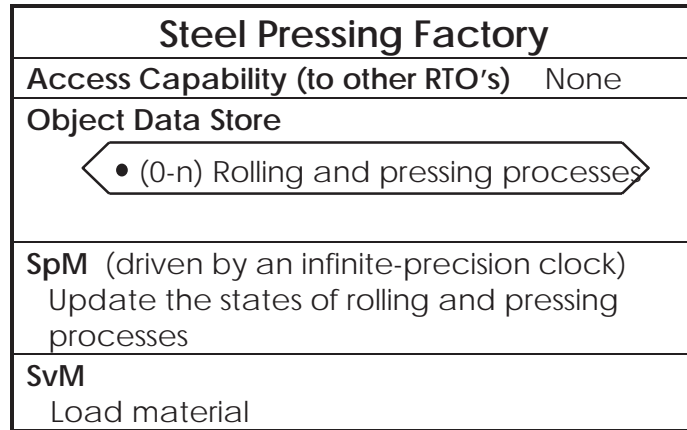 Steel Pressing Factory
Access Capability (to other RTO's) None
Object Data Store
• (0-n) Rolling and pressing processes
SpM (driven by an infinite-precision clock)
Update the states of rolling and pressing
processes
SvM
Load material